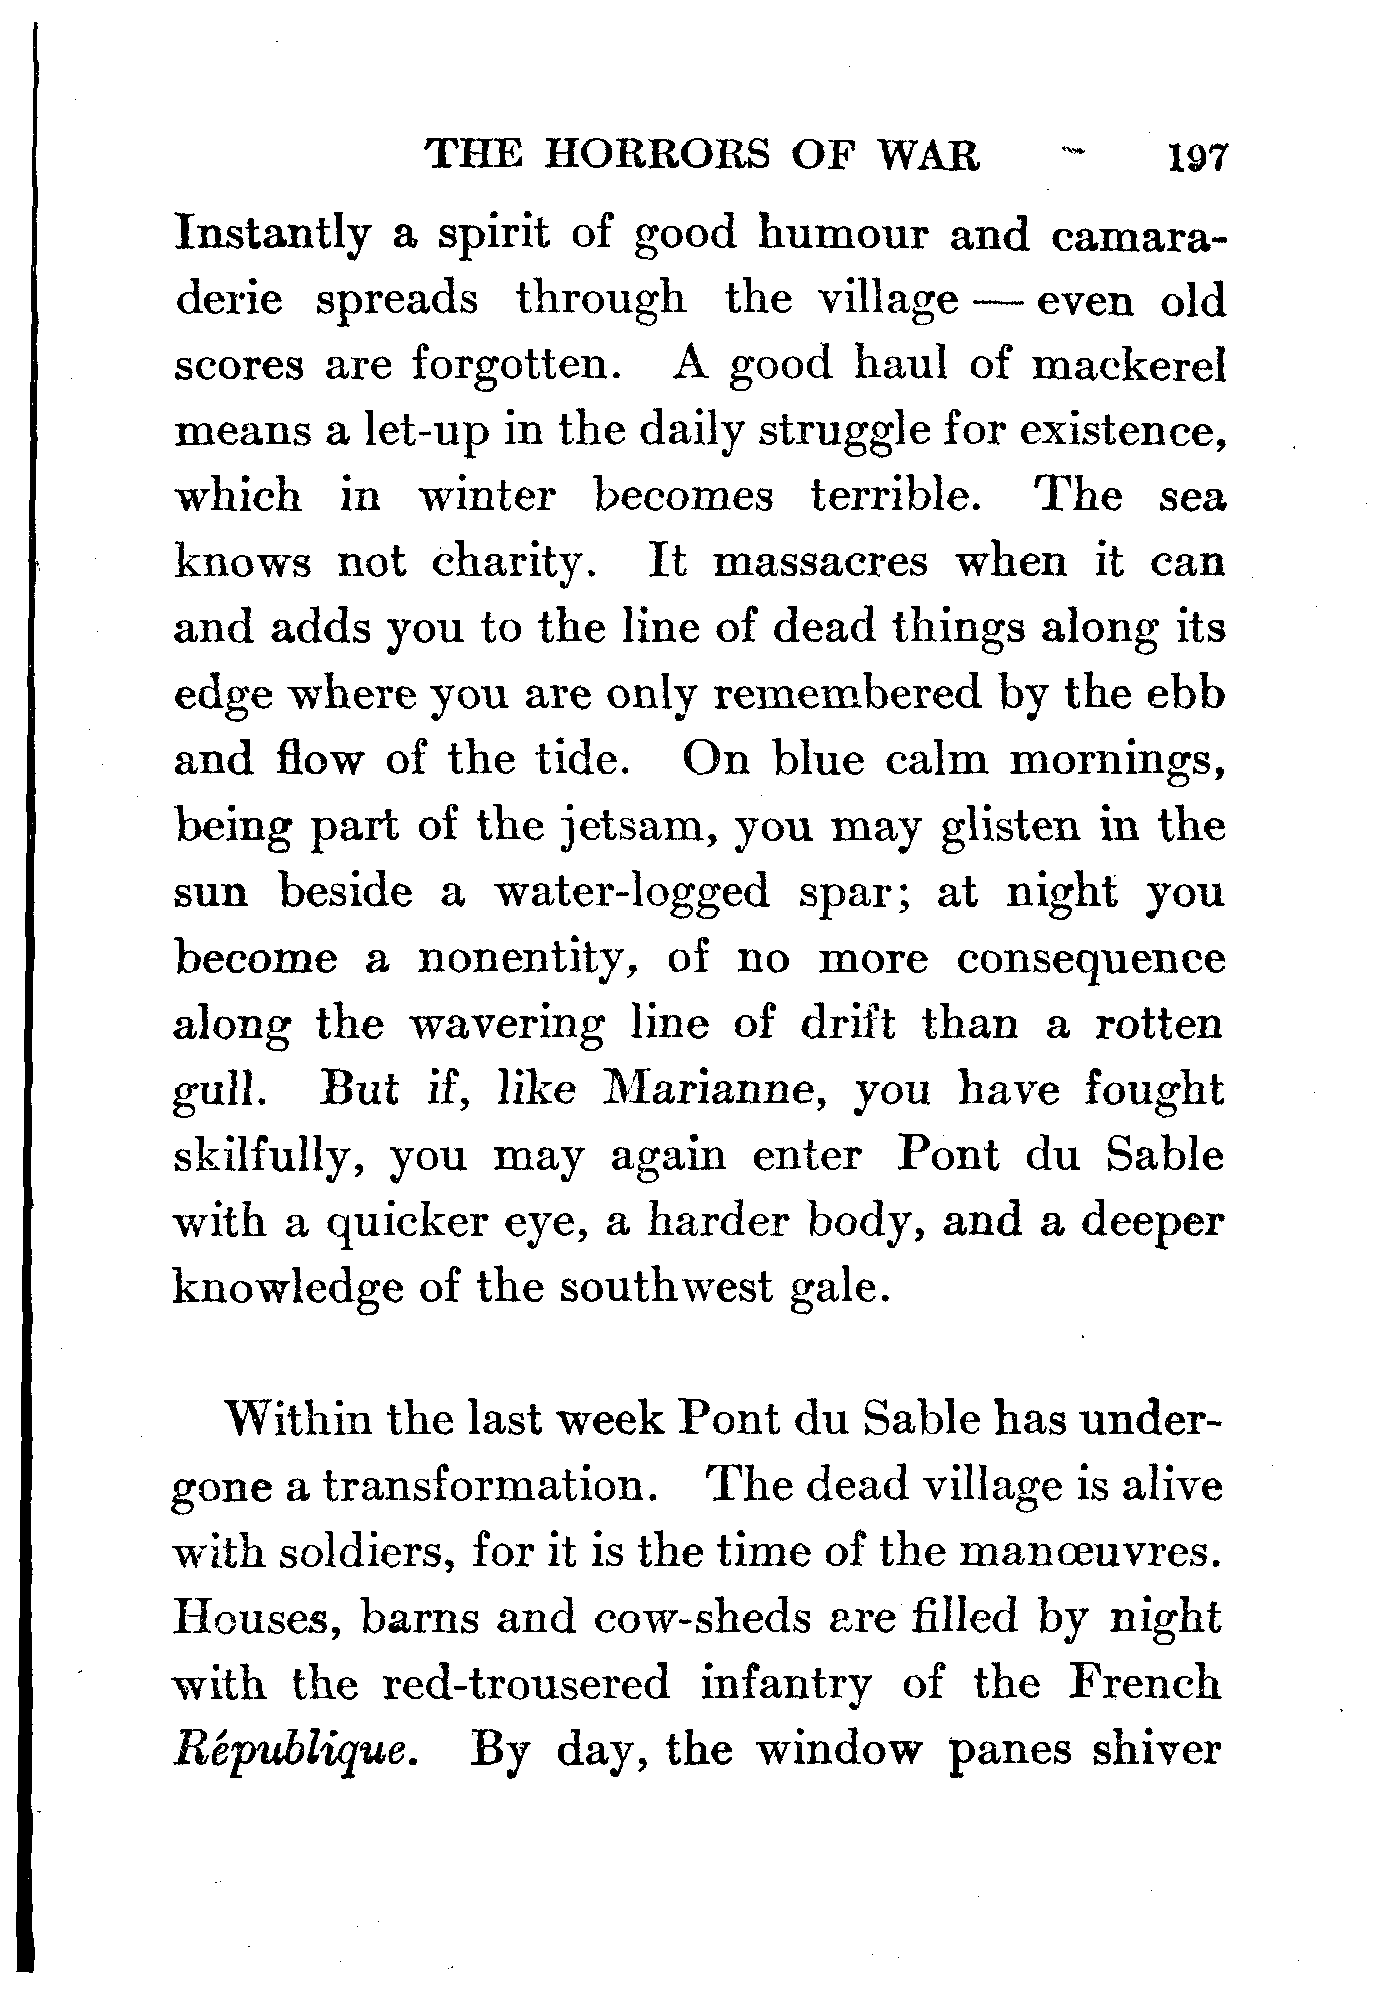 THE HORRORS OF WAR 197
Instantly a spirit of good humour and camara-
derie spreads through the village — even old
scores are forgotten. A good haul of mackerel
means a let-up in the daily struggle for existence,
which in winter becomes terrible. The sea
knows not charity. It massacres when it can
and adds you to the line of dead things along its
edge where you are only remembered by the ebb
and flow of the tide. On blue calm mornings,
being part of the jetsam, you may glisten in the
sun beside a water-logged spar; at night you
become a nonentity, of no more consequence
along the wavering line of drift than a rotten
gull. But if, like Marianne, you have fought
skilfully, you may again enter Pont du Sable
with a quicker eye, a harder body, and a deeper
knowledge of the southwest gale.
Within the last week Pont du Sable has under-
gone a transformation. The dead village is alive
with soldiers, for it is the time of the manœuvres.
Houses, barns and cow-sheds are filled by night
with the red-trousered infantry of the French
République. By day, the window panes shiver